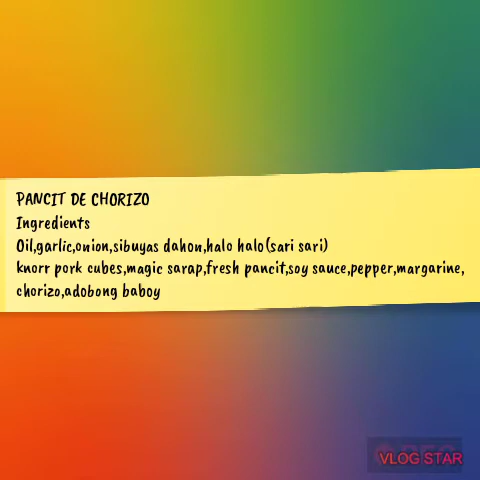 PANCIT DE CHORIZO
Ingredients
Oil,garlic,onion,sibuyas dahon,halo halo(sari sari)
knorr pork cubes,magic sarap,fresh pancit,soy sauce,pepper,margarine,
chorizo,adobong baboy
VLOG STAR